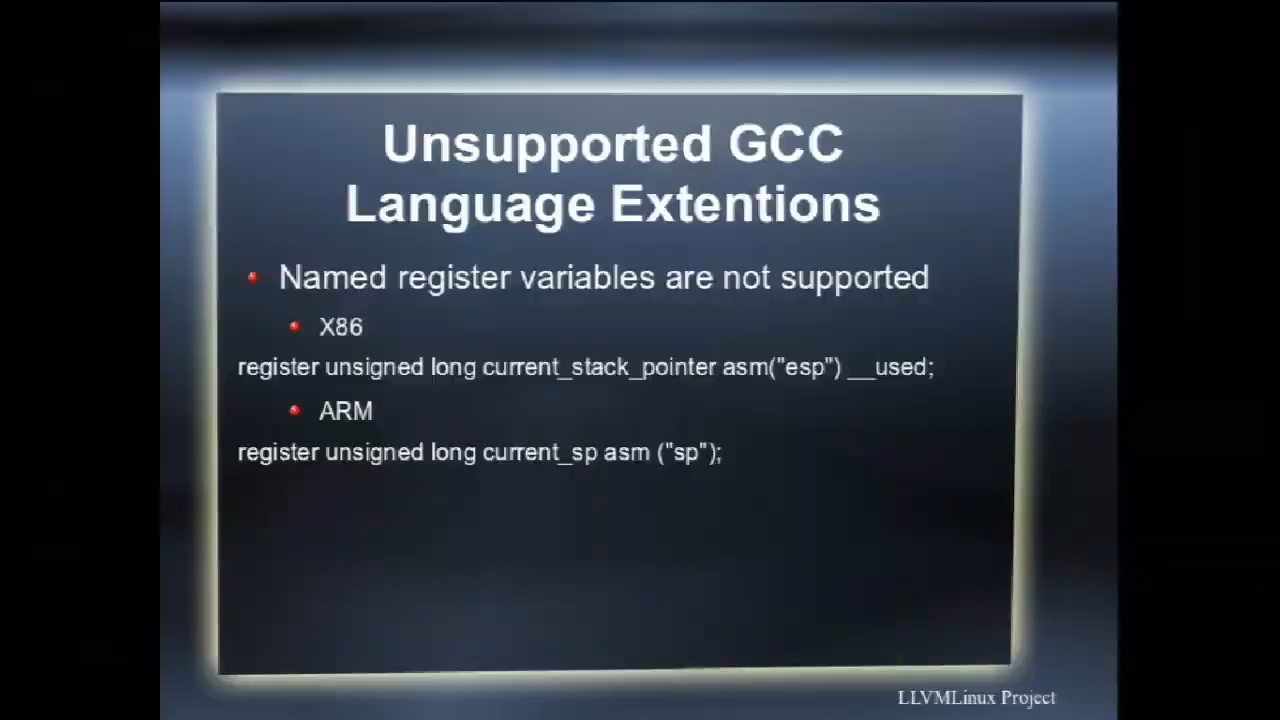 Unsupported GCC
Language Extentions
Named register variables are not supported
X86
register unsigned long current_stack_pointer asm("esp") __used;
ARM
register unsigned long current_sp asm ("sp");
LLVMLinux Project